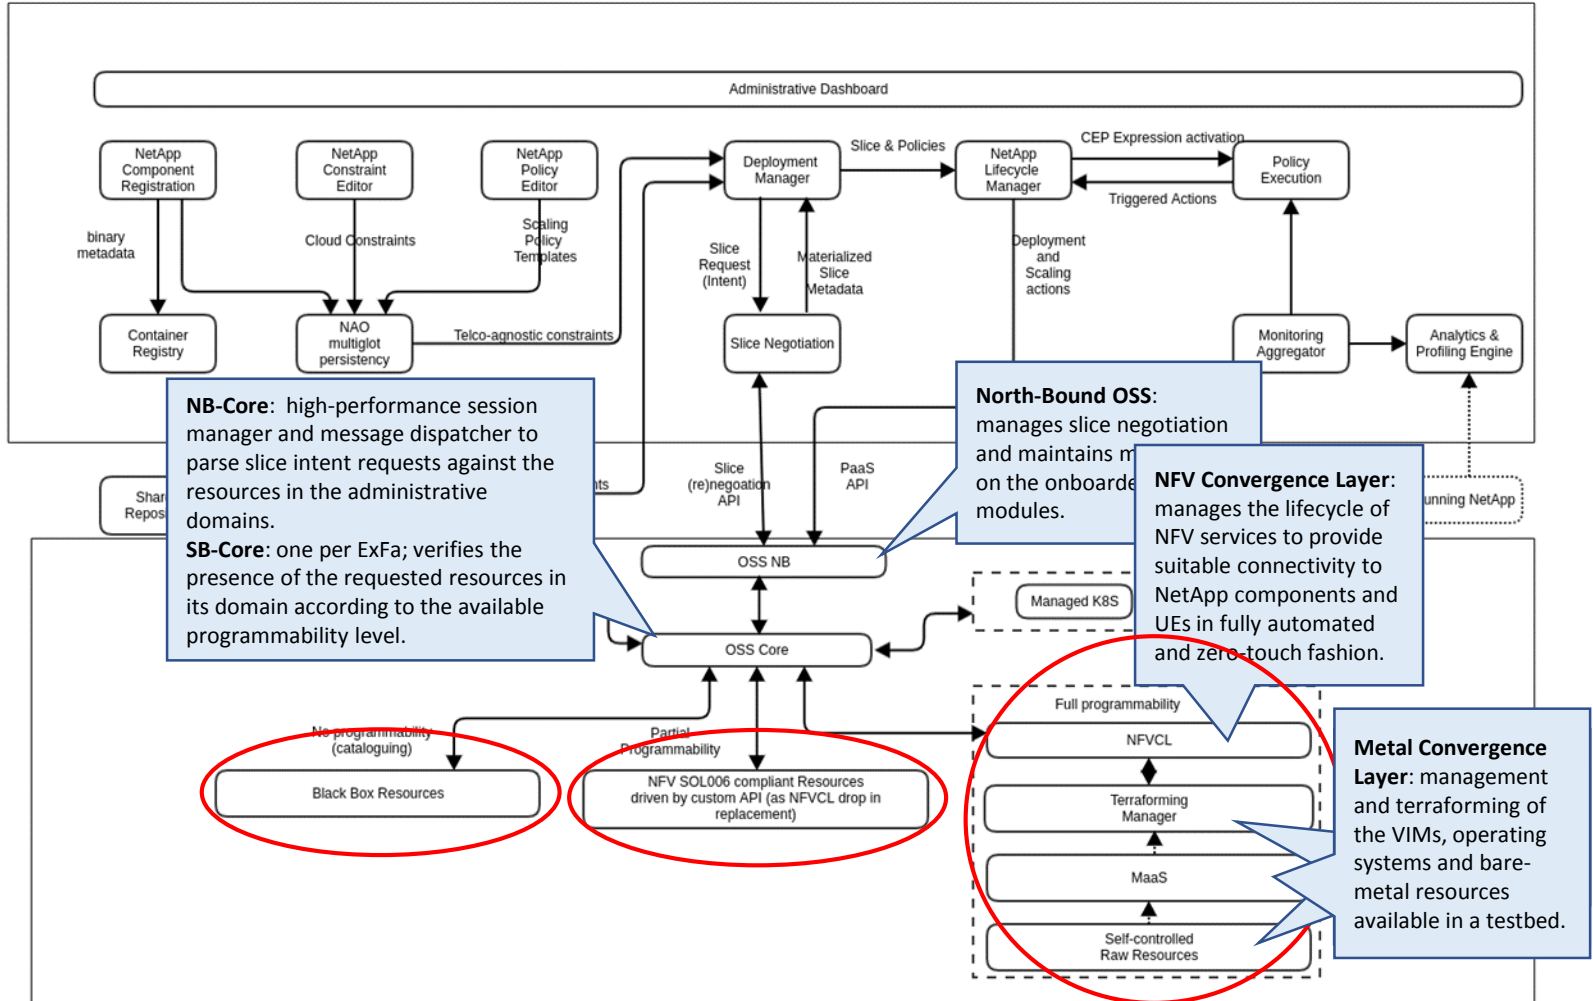 Administrative Dashboard
NetApp
Component
Registration
NetApp
Constraint
Editor
NetApp
Policy
Editor
Deployment
Manager
Slice & Policies
NetApp
Lifecycle
Manager
CEP Expression activation
Policy
Execution
Triggered Actions
binary
metadata
Cloud Constraints
Scaling
Policy
Templates
Slice
Request
(Intent)
Materialized
Slice
Metadata
Deployment
and
Scaling
actions
Container
Registry
NAO
multiglot
persistency
Telco-agnostic constraints
Slice Negotiation
Monitoring
Aggregator
Analytics &
Profiling Engine
NB-Core: high-performance session
manager and message dispatcher to
parse slice intent requests against the
resources in the administrative
domains.
SB-Core: one per ExFa; verifies the
presence of the requested resources in
its domain according to the available
programmability level.
North-Bound OSS:
manages slice negotiation
and maintains
on the
modules.
NFV Convergence Layer:
manages the lifecycle of
NFV services to provide
suitable connectivity to
NetApp components and
UEs in fully automated
and zero-touch fashion.
Slice
(re)negoation
API
PaaS
API
NetApp
OSS NB
Managed K8S
OSS Core
No programmability
(cataloguing)
Partial
Programmability
Full programmability
Black Box Resources
NFV SOL006 compliant Resources
driven by custom API (as NFVCL drop in
replacement)
NFVCL
Terraforming
Manager
MaaS
Self-controlled
Raw Resources
Metal Convergence
Layer: management
and terraforming of
the VIMs, operating
systems and bare-
metal resources
available in a testbed.